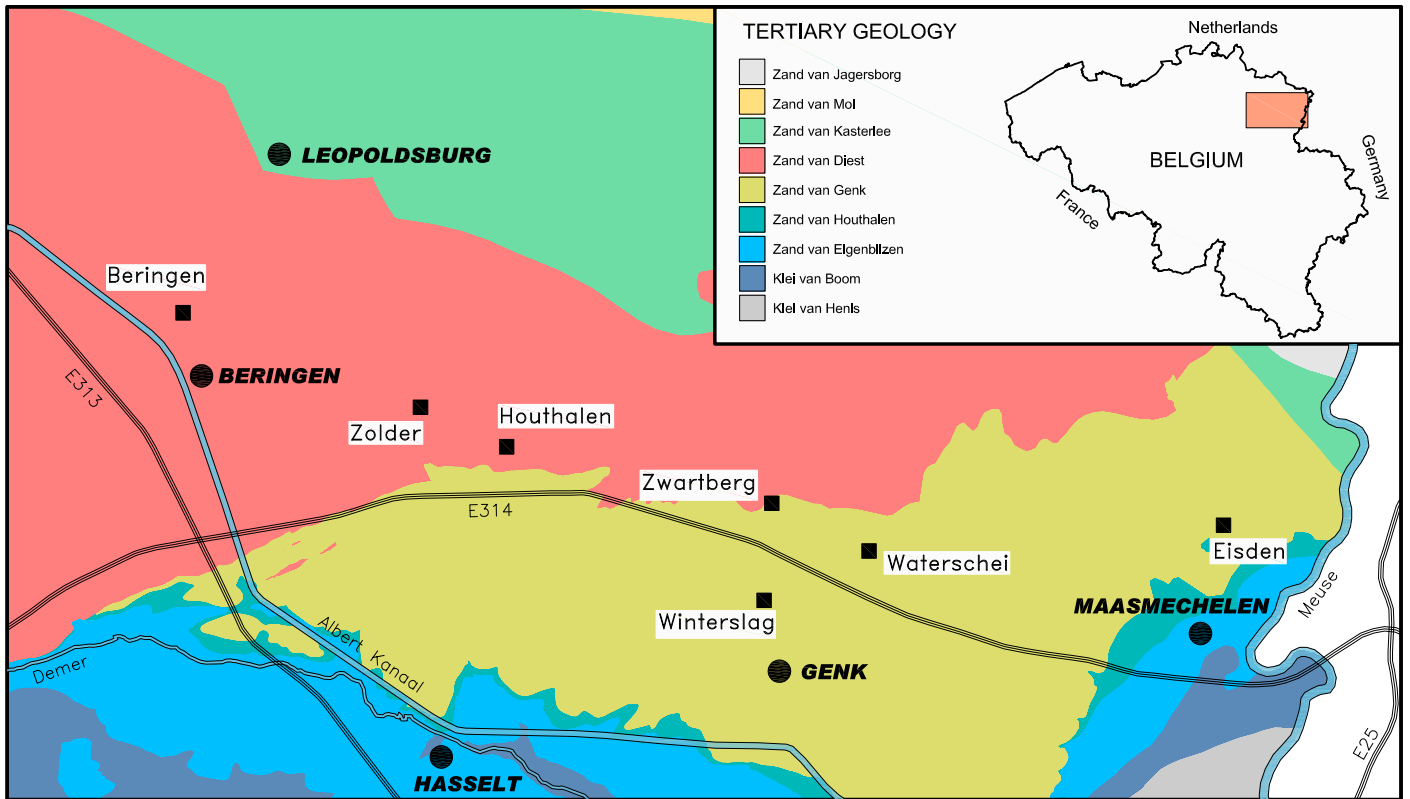 TERTIARY GEOLOGY
Zand van Jagersborg
Zand van Mol
Zand van Kasterlee
Zand van Diest
Zand van Genk
Zand van Houthalen
Zand van Elgenbilzen
Klei van Boom
Klei van Henis
Netherlands
BELGIUM
Germany
France
LEOPOLDSBURG
Beringen
BERINGEN
E313
Zolder
Houthalen
E314
Zwartberg
Waterschei
Eisden
Winterslag
MAASMECHELEN
Meuse
GENK
Demer
Albert Kanaal
HASSELT
E25